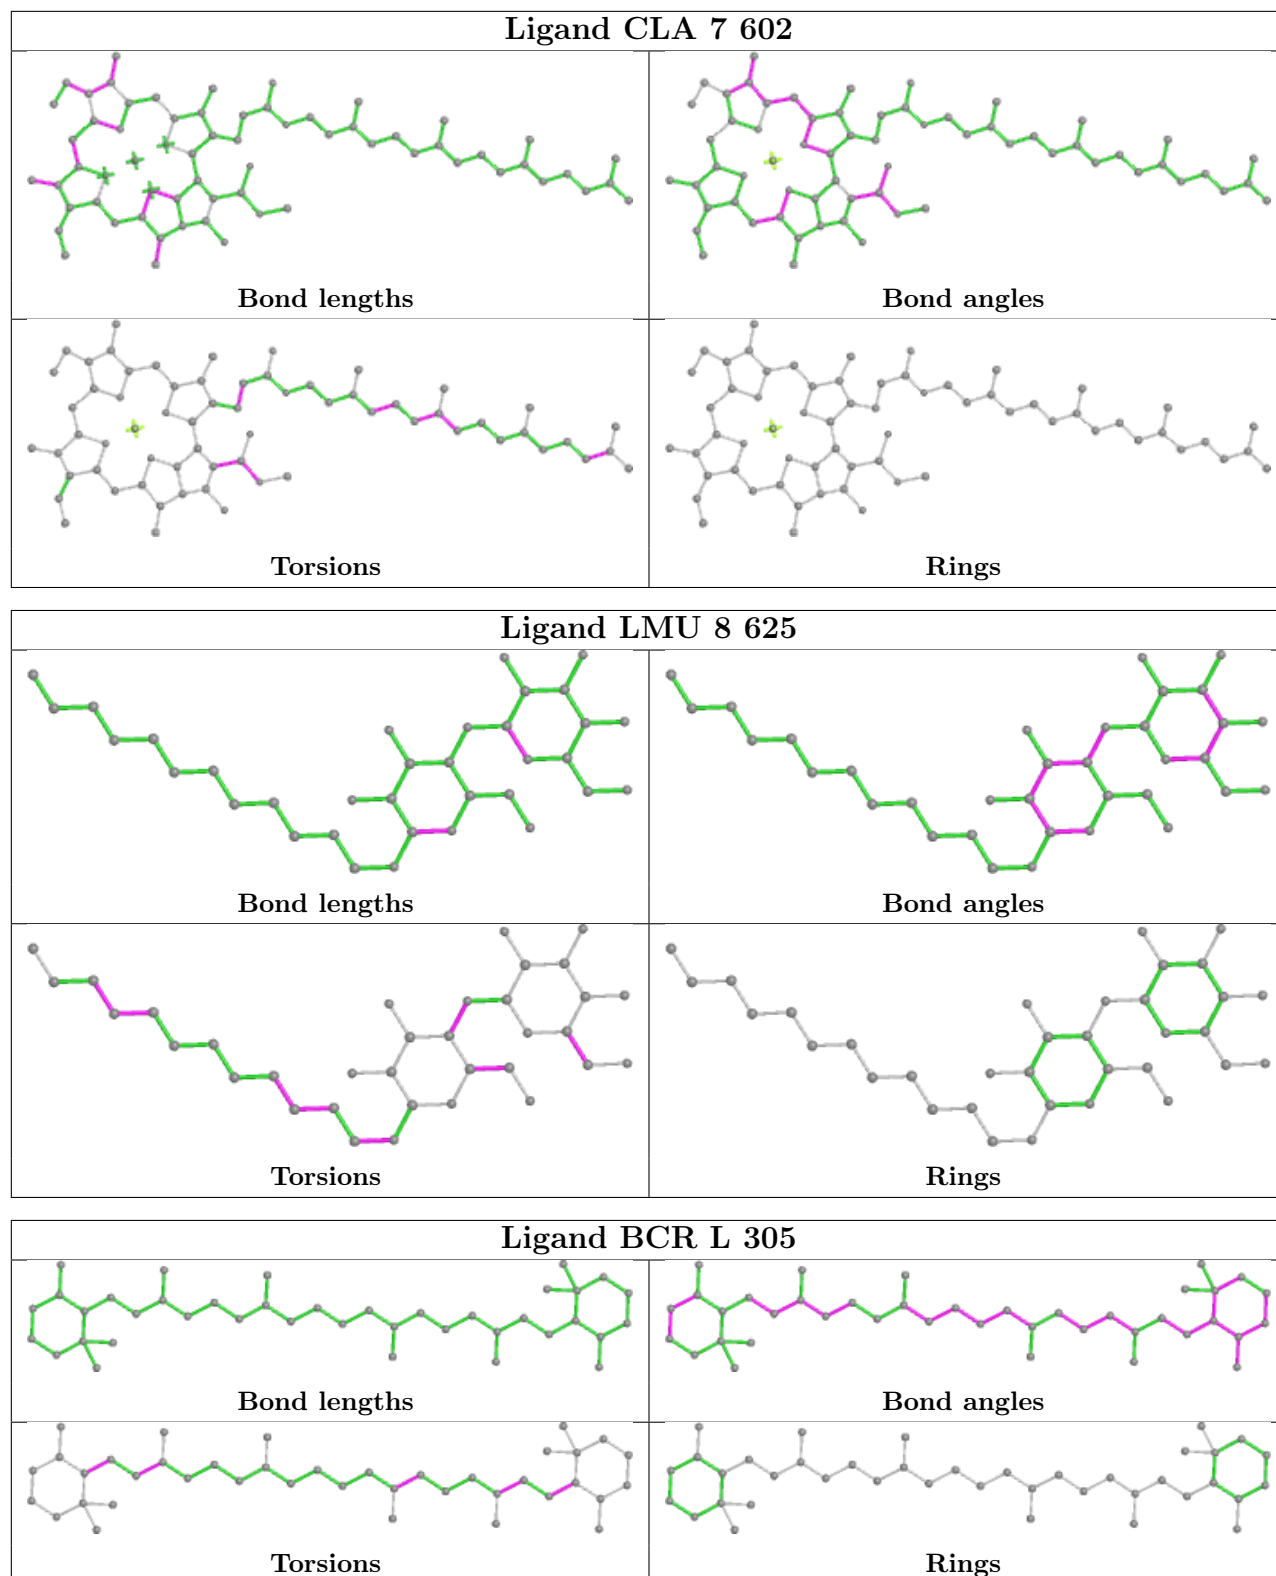 Ligand CLA 7 602
Bond lengths
Bond angles
Torsions
Rings
Ligand LMU 8 625
Bond lengths
Bond angles
Torsions
Rings
Ligand BCR L 305
Bond lengths
Bond angles
Torsions
Rings